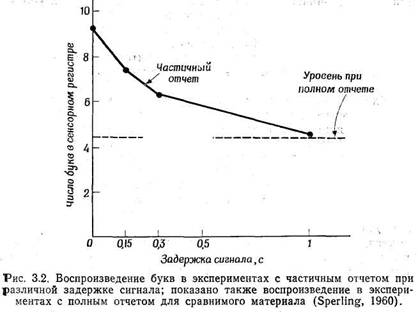 10
8
6
4
2
0
Число букв в сенсорном регистре
Частичный
отчет
Уровень при
полном отчете
0 0,15 0,3 0,5 1
Задержка сигнала, с
Рис. 3.2. Воспроизведение букв в экспериментах с частичным отчетом при
различной задержке сигнала; показано также воспроизведение в экспери-
ментах с полным отчетом для сравнимого материала (Sperling, 1960).